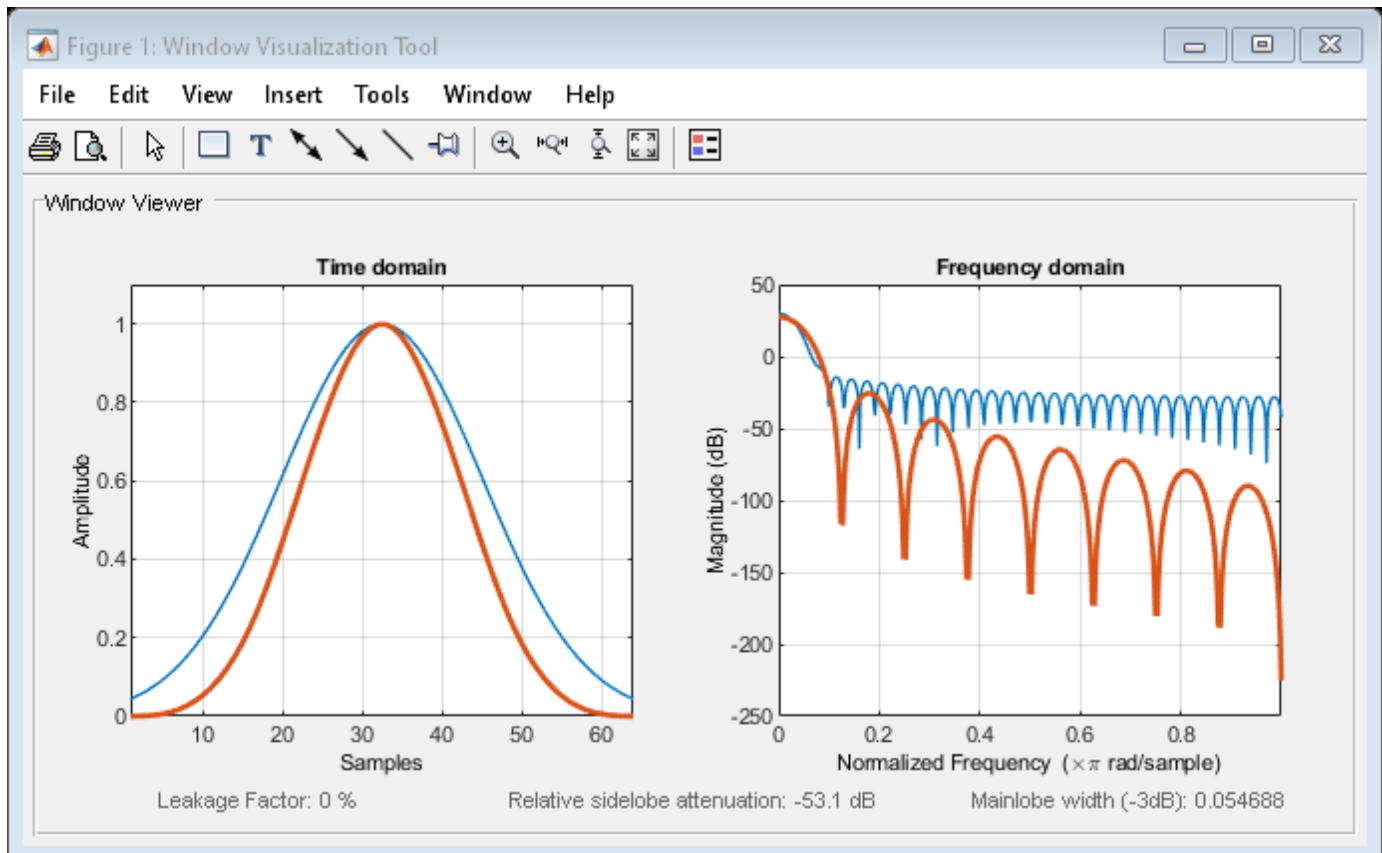 Figure 1: Window Visualization Tool
File Edit View Insert Tools Window Help
T
Window Viewer
Time domain
1
0.8
0.6
0.4
0.2
0
Amplitude
10 20 30 40 50 60
Samples
Frequency domain
50
0
-50
-100
-150
-200
-250
Magnitude (dB)
0 0.2 0.4 0.6 0.8
Normalized Frequency (×π rad/sample)
Leakage Factor: 0 % Relative sidelobe attenuation: -53.1 dB Mainlobe width (-3dB): 0.054688